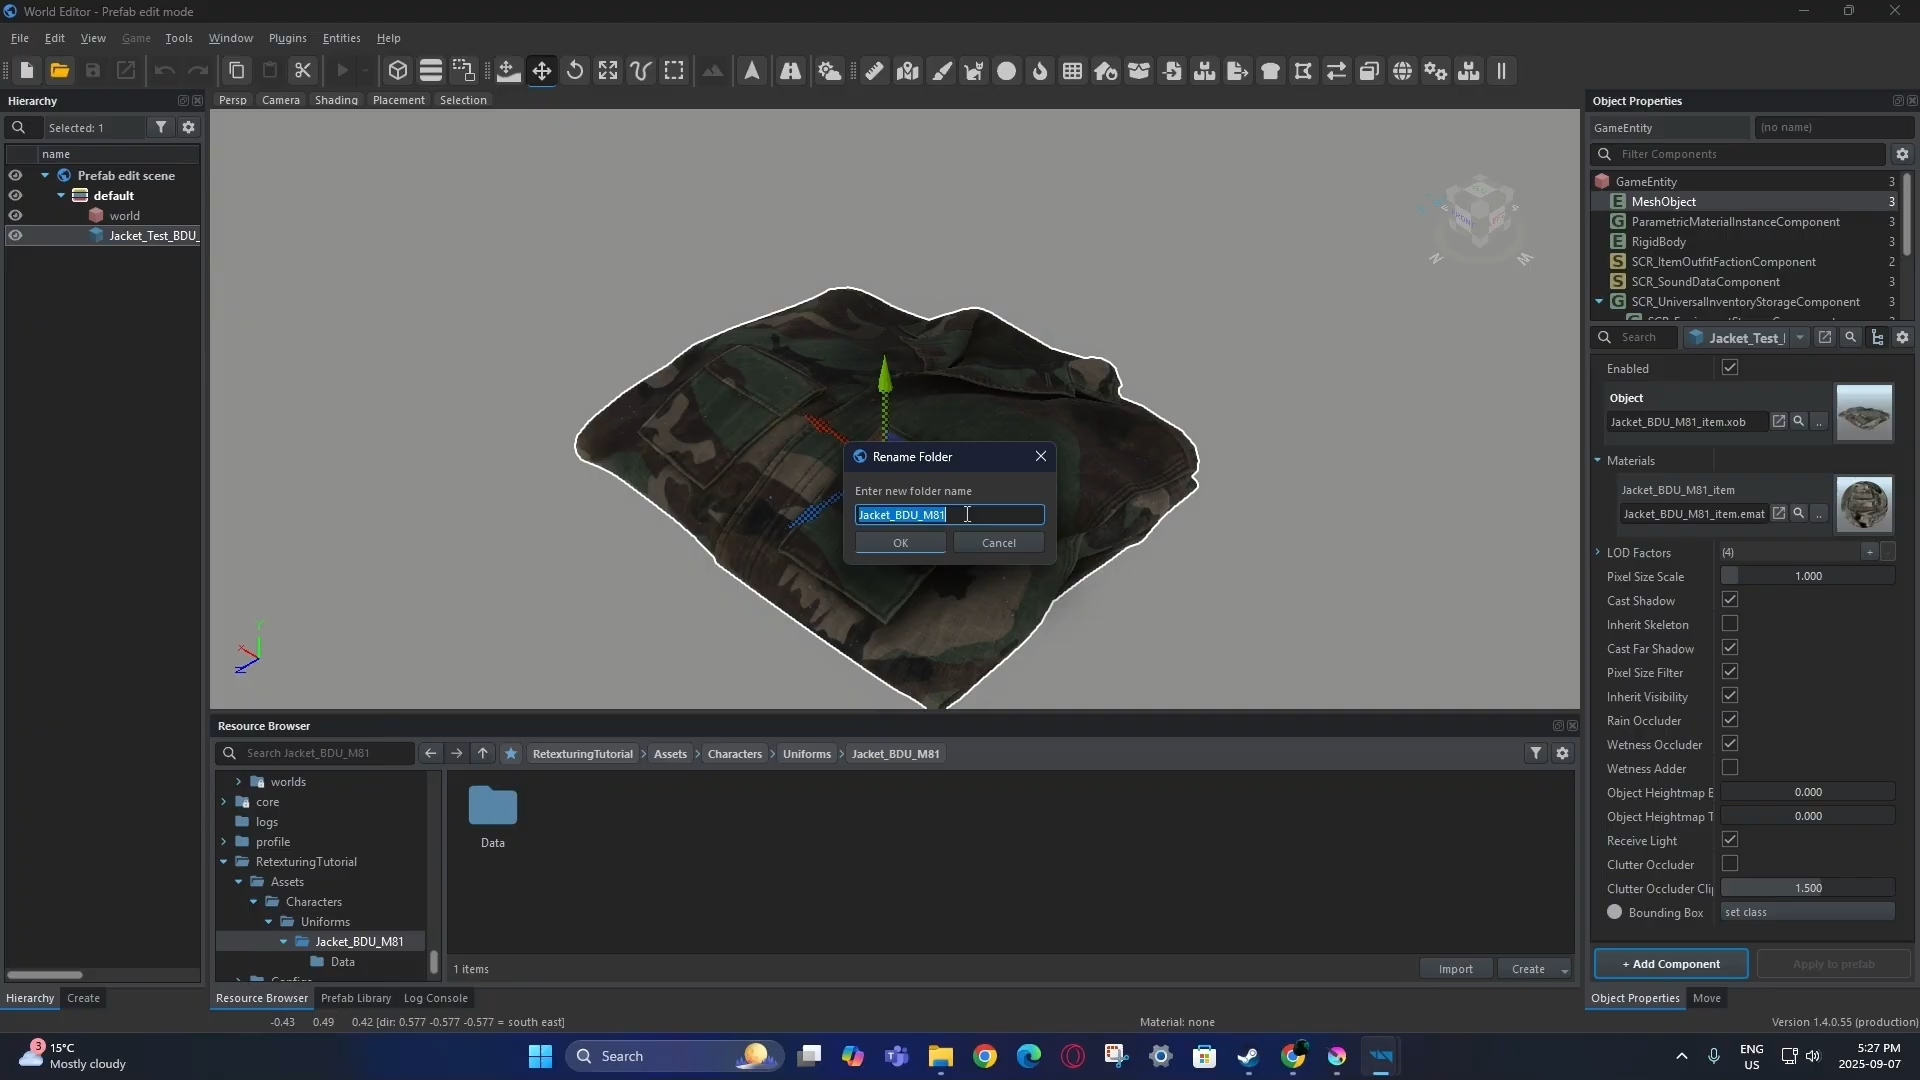 World Editor - Prefab edit mode
File Edit View Game Tools Window Plugins Entities Help
Hierarchy
Selected: 1
name
Prefab edit scene
default
world
Jacket_Test_BDU_
Hierarchy Create
Persp Camera Shading Placement Selection
Rename Folder
Enter new folder name
Jacket_BDU_M81
OK Cancel
Resource Browser
Search Jacket_BDU_M81
RetexturingTutorial Assets Characters Uniforms Jacket_BDU_M81
worlds
core
logs
profile
RetexturingTutorial
Assets
Characters
Uniforms
Jacket_BDU_M81
Data
Data
1 items
Import Create
Resource Browser Prefab Library Log Console
Object Properties
GameEntity (no name)
Filter Components
GameEntity 3
MeshObject 3
ParametricMaterialInstanceComponent 3
RigidBody 3
SCR_ItemOutfitFactionComponent 2
SCR_SoundDataComponent 3
SCR_UniversalInventoryStorageComponent 3
Search Jacket_Test_
Enabled
Object
Jacket_BDU_M81_item.xob ..
Materials
Jacket_BDU_M81_item
Jacket_BDU_M81_item.emat ..
LOD Factors (4) +
Pixel Size Scale 1.000
Cast Shadow
Inherit Skeleton
Cast Far Shadow
Pixel Size Filter
Inherit Visibility
Rain Occluder
Wetness Occluder
Wetness Adder
Object Heightmap 0.000
Object Heightmap 0.000
Receive Light
Clutter Occluder
Clutter Occluder Cli 1.500
Bounding Box set class
+ Add Component Apply to prefab
Object Properties Move
-0.43 0.49 0.42 [dir: 0.577 -0.577 -0.577 = south east] Material: none Version 1.4.0.55 (production)
3
15°C
Mostly cloudy
Search
ENG
US
5:27 PM
2025-09-07